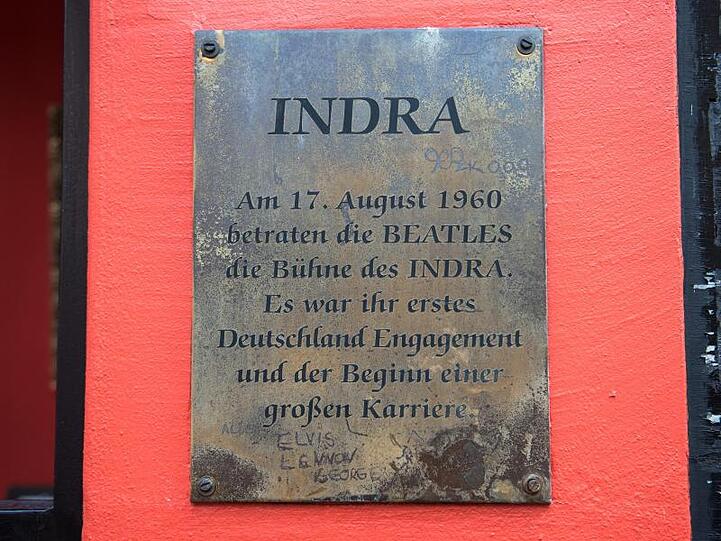 INDRA
Am 17. August 1960
betraten die BEATLES
die Bühne des INDRA.
Es war ihr erstes
Deutschland Engagement
und der Beginn einer
großen Karriere.
ELVIS
LENNON
GEORGE